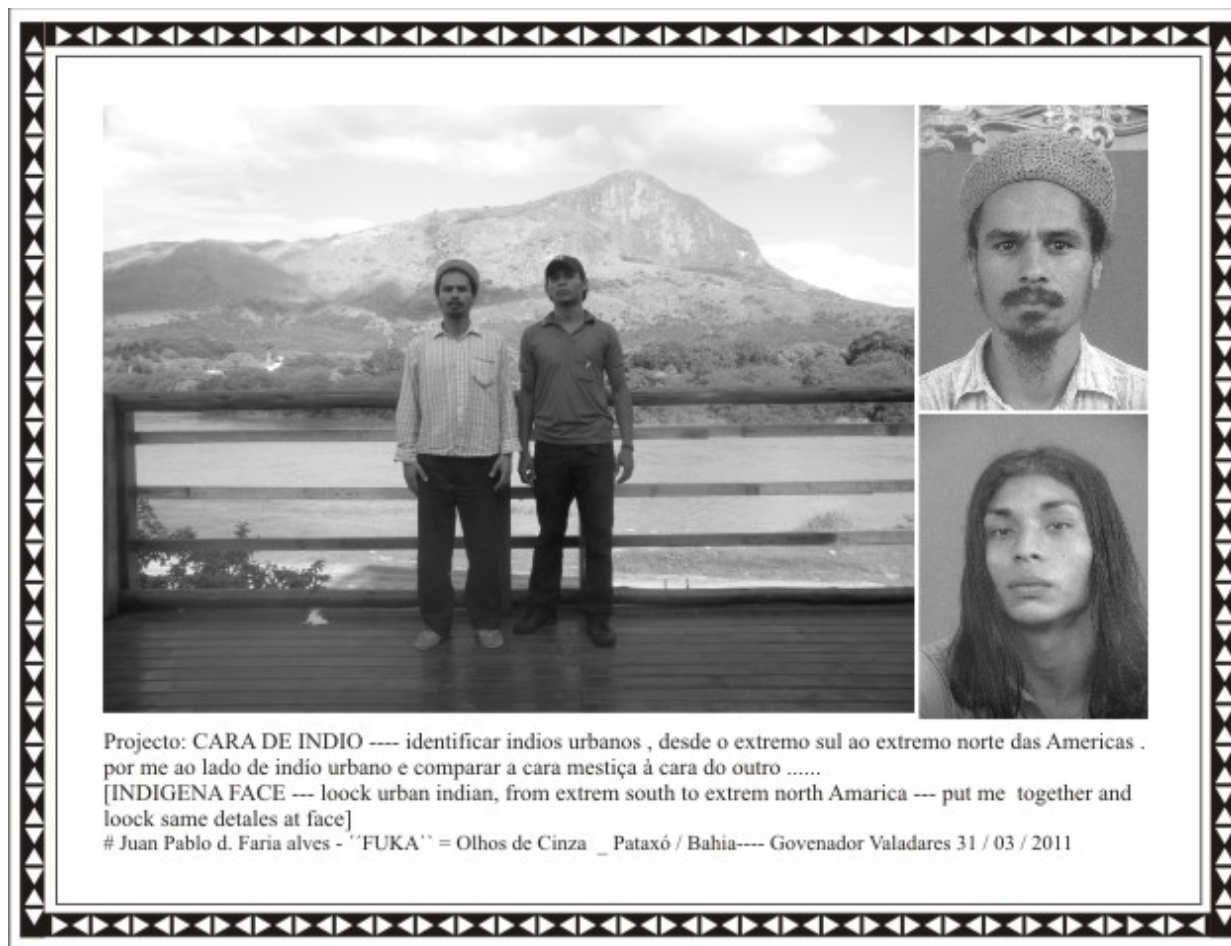 Projecto: CARA DE INDIO ---- identificar indios urbanos , desde o extremo sul ao extremo norte das Americas .
por me ao lado de indio urbano e comparar a cara mestiça à cara do outro ......
[INDIGENA FACE --- loock urban indian, from extrem south to extrem north Amarica --- put me  together and
loock same detales at face]
# Juan Pablo d. Faria alves - ´´FUKA`` = Olhos de Cinza  _ Pataxó / Bahia---- Govenador Valadares 31 / 03 / 2011